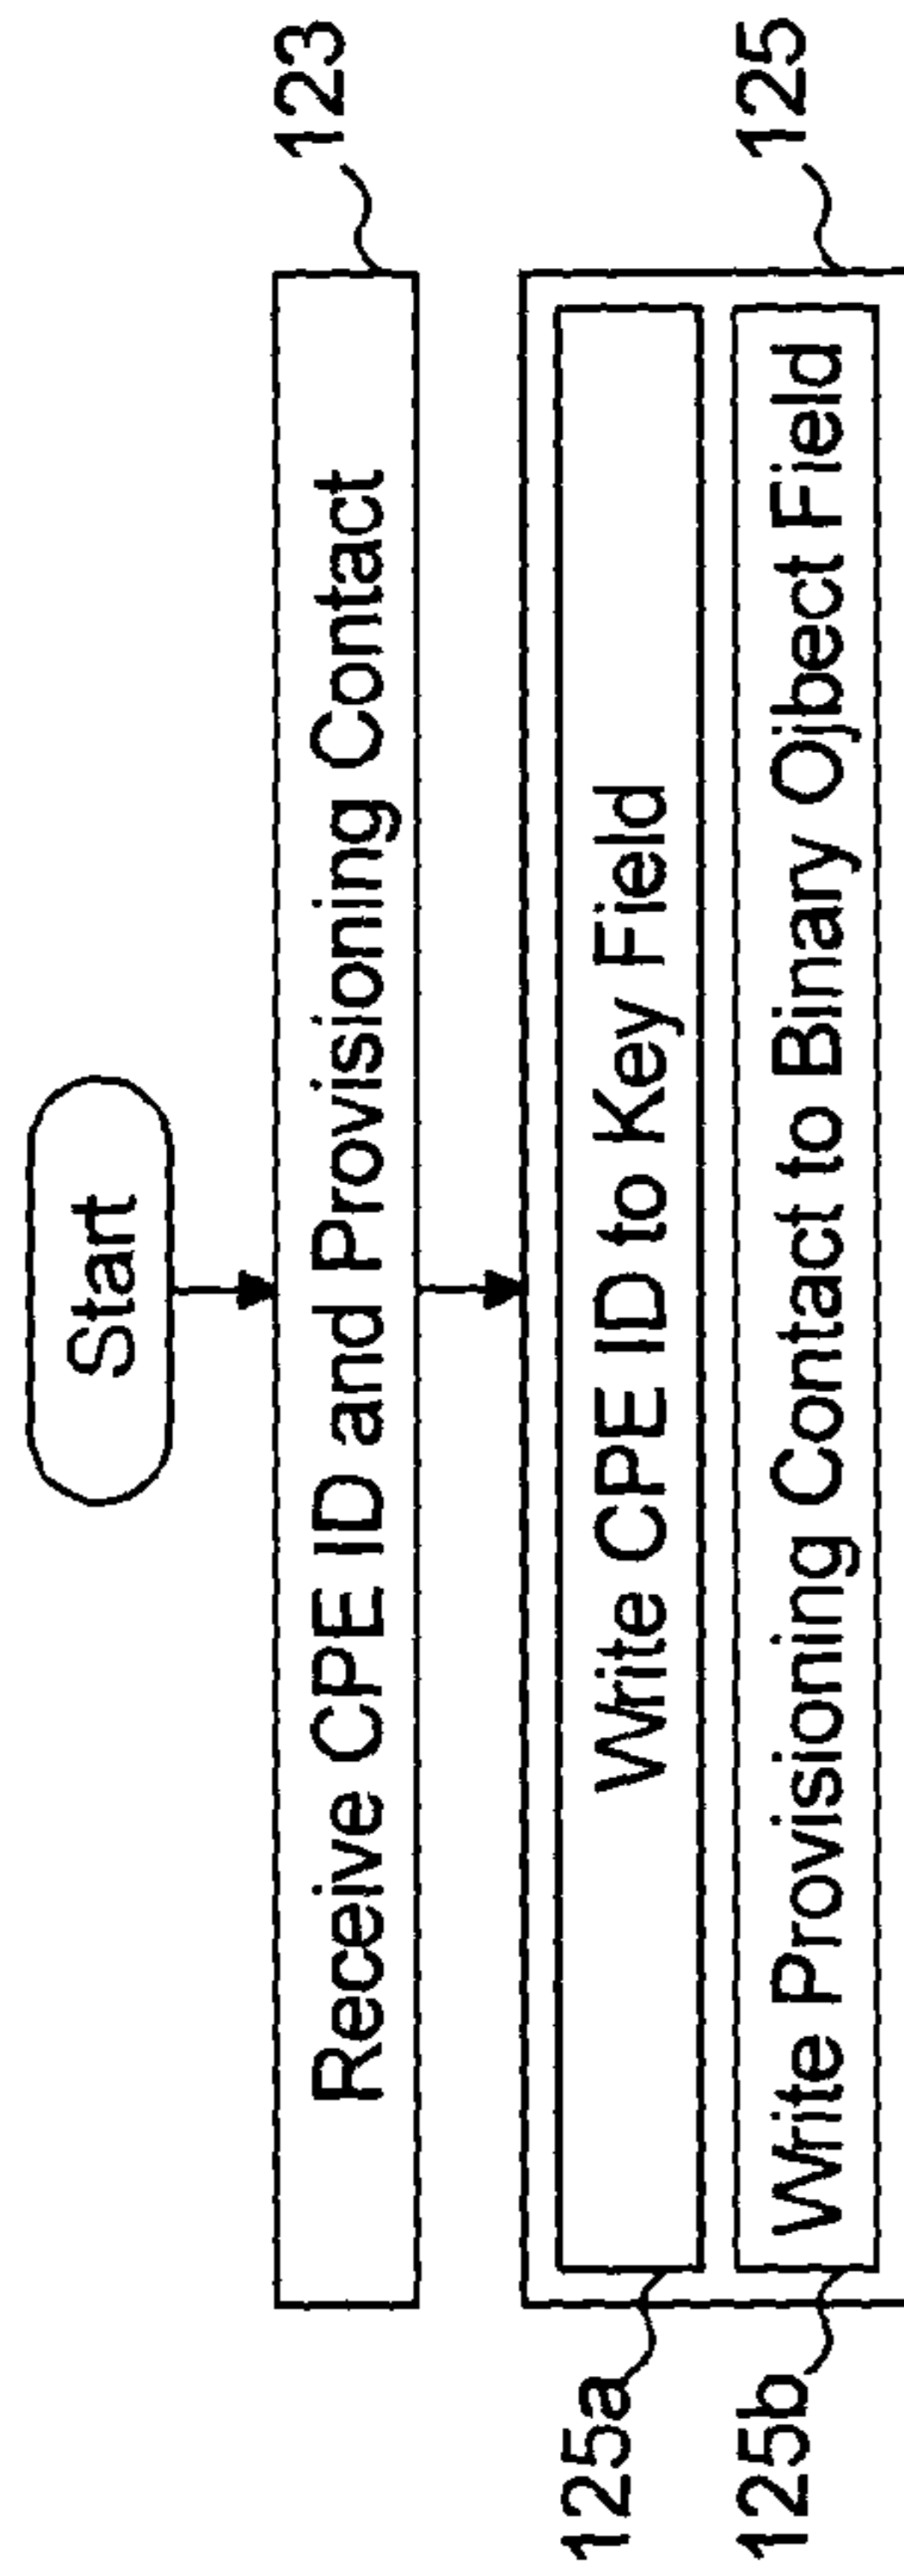 Start
Receive CPE ID and Provisioning Contact
123
125
125a
Write CPE ID to Key Field
125b
Write Provisioning Contact to Binary Ojbect Field